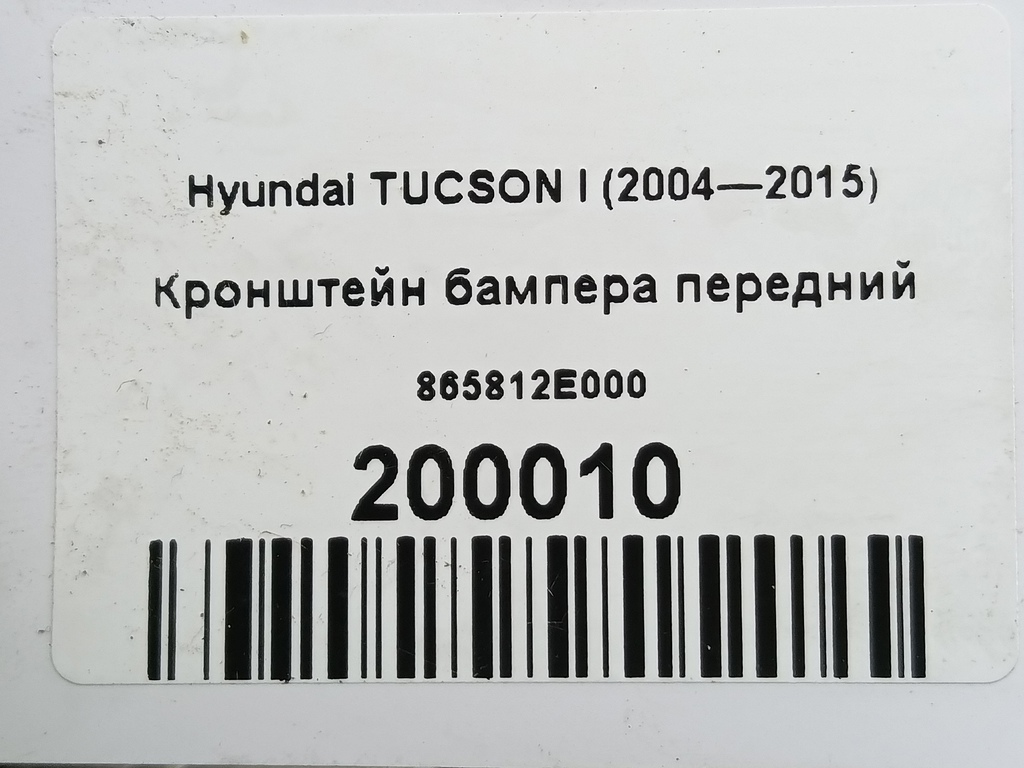 Hyundai TUCSON I (2004—2015)
Кронштейн бампера передний
865812E000
200010